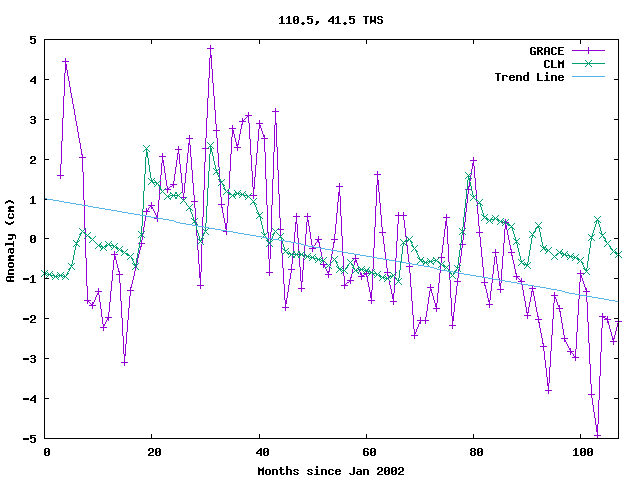 110.5, 41.5 TWS
GRACE
CLM
Trend Line
5
4
3
2
1
0
-1
-2
-3
-4
-5
Anomaly (cm)
0 20 40 60 80 100
Months since Jan 2002